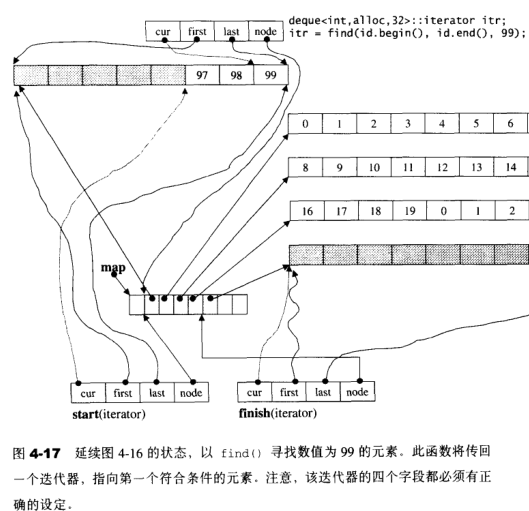 cur first last node
deque<int,alloc,32>::iterator itr;
itr = find(id.begin(), id.end(), 99);
97 98 99
0 1 2 3 4 5 6
8 9 10 11 12 13 14
16 17 18 19 0 1 2
map
cur first last node
start(iterator)
cur first last node
finish(iterator)
图 4-17 延续图 4-16 的状态，以 find() 寻找数值为 99 的元素。此函数将传回
一个迭代器，指向第一个符合条件的元素。注意，该迭代器的四个字段都必须有正
确的设定。